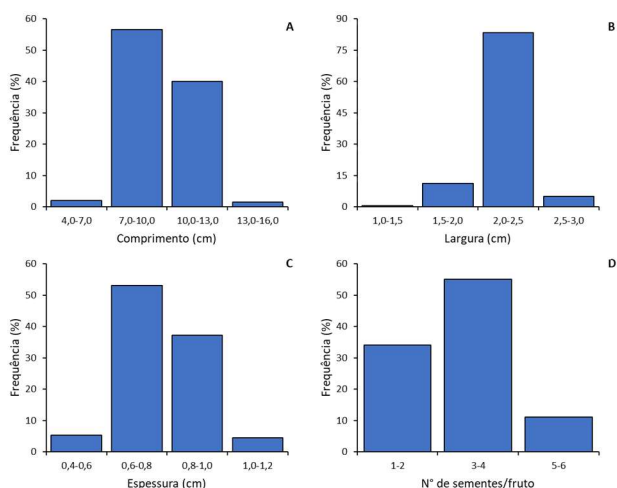 A
Frequência (%)
60
50
40
30
20
10
0
4,0-7,0 7,0-10,0 10,0-13,0 13,0-16,0
Comprimento (cm)
B
Frequência (%)
90
75
60
45
30
15
0
1,0-1,5 1,5-2,0 2,0-2,5 2,5-3,0
Largura (cm)
C
Frequência (%)
60
50
40
30
20
10
0
0,4-0,6 0,6-0,8 0,8-1,0 1,0-1,2
Espessura (cm)
D
Frequência (%)
60
50
40
30
20
10
0
1-2 3-4 5-6
N° de sementes/fruto